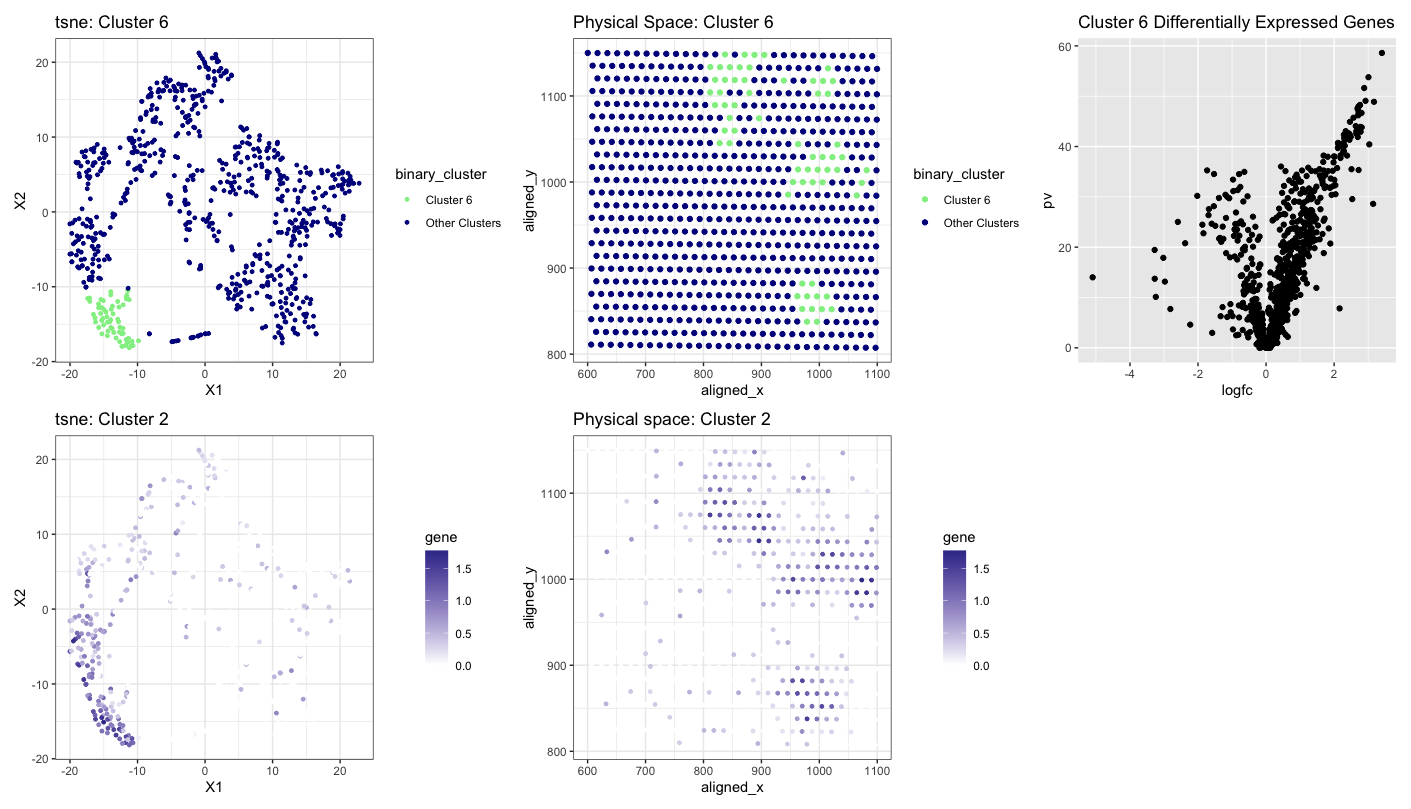 tsne: Cluster 6
X2
20
10
0
-10
-20
-20
-10
0
10
20
X1
binary_cluster
Cluster 6
Other Clusters
Physical Space: Cluster 6
aligned_y
1100
1000
900
800
600
700
800
900
1000
1100
aligned_x
binary_cluster
Cluster 6
Other Clusters
Cluster 6 Differentially Expressed Genes
pv
60
40
20
0
-4
-2
0
2
logfc
tsne: Cluster 2
X2
20
10
0
-10
-20
-20
-10
0
10
20
X1
gene
1.5
1.0
0.5
0.0
Physical space: Cluster 2
aligned_y
1100
1000
900
800
600
700
800
900
1000
1100
aligned_x
gene
1.5
1.0
0.5
0.0